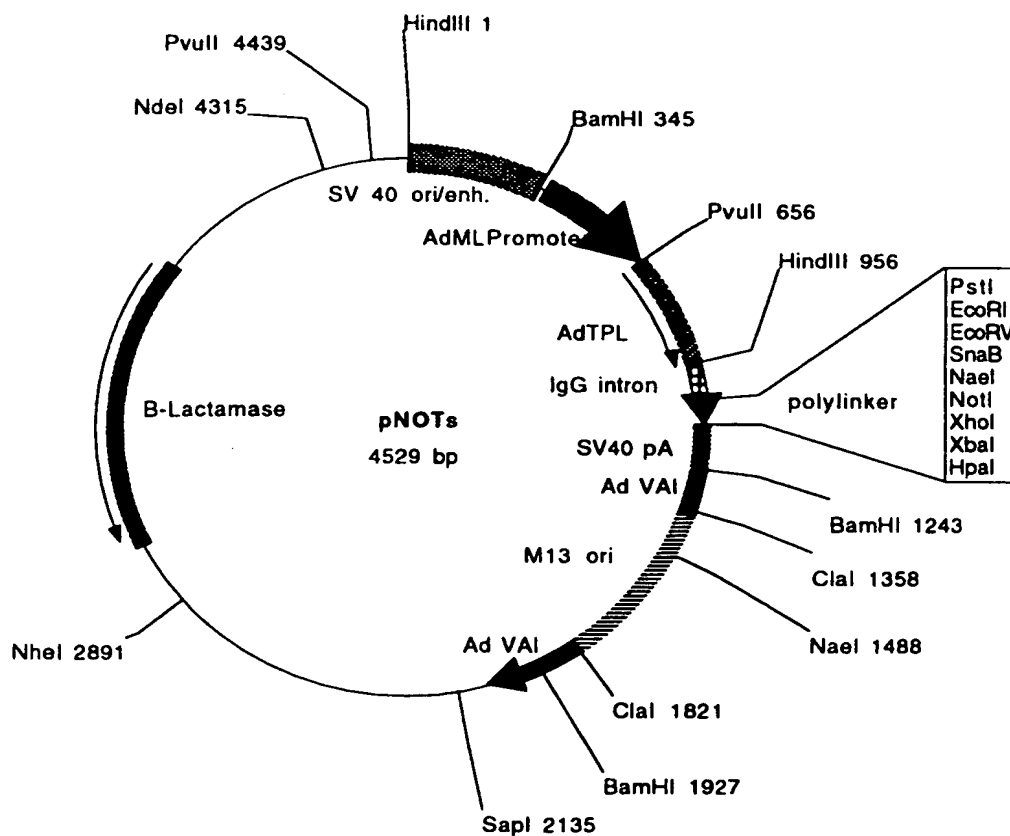 HindIII 1
PvuII 4439
NdeI 4315
BamHI 345
SV 40 ori/enh.
AdMLPromote
PvuII 656
HindIII 956
PstI
EcoRI
EcoRV
SnaB
NaeI
NotI
XhoI
XbaI
HpaI
AdTPL
IgG intron
polylinker
B-Lactamase
pNOTs
4529 bp
SV40 pA
Ad VAI
BamHI 1243
M13 ori
ClaI 1358
NaeI 1488
NheI 2891
Ad VAI
ClaI 1821
BamHI 1927
SapI 2135